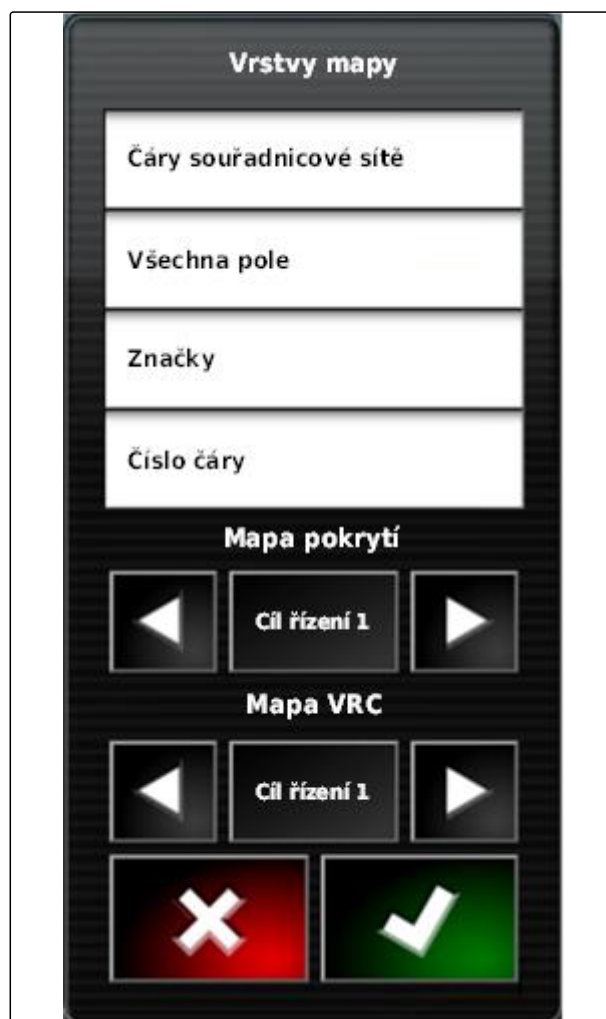 Vrstvy mapy
Čáry souřadnicové sítě
Všechna pole
Značky
Číslo čáry
Mapa pokrytí
Cíl řízení 1
Mapa VRC
Cíl řízení 1